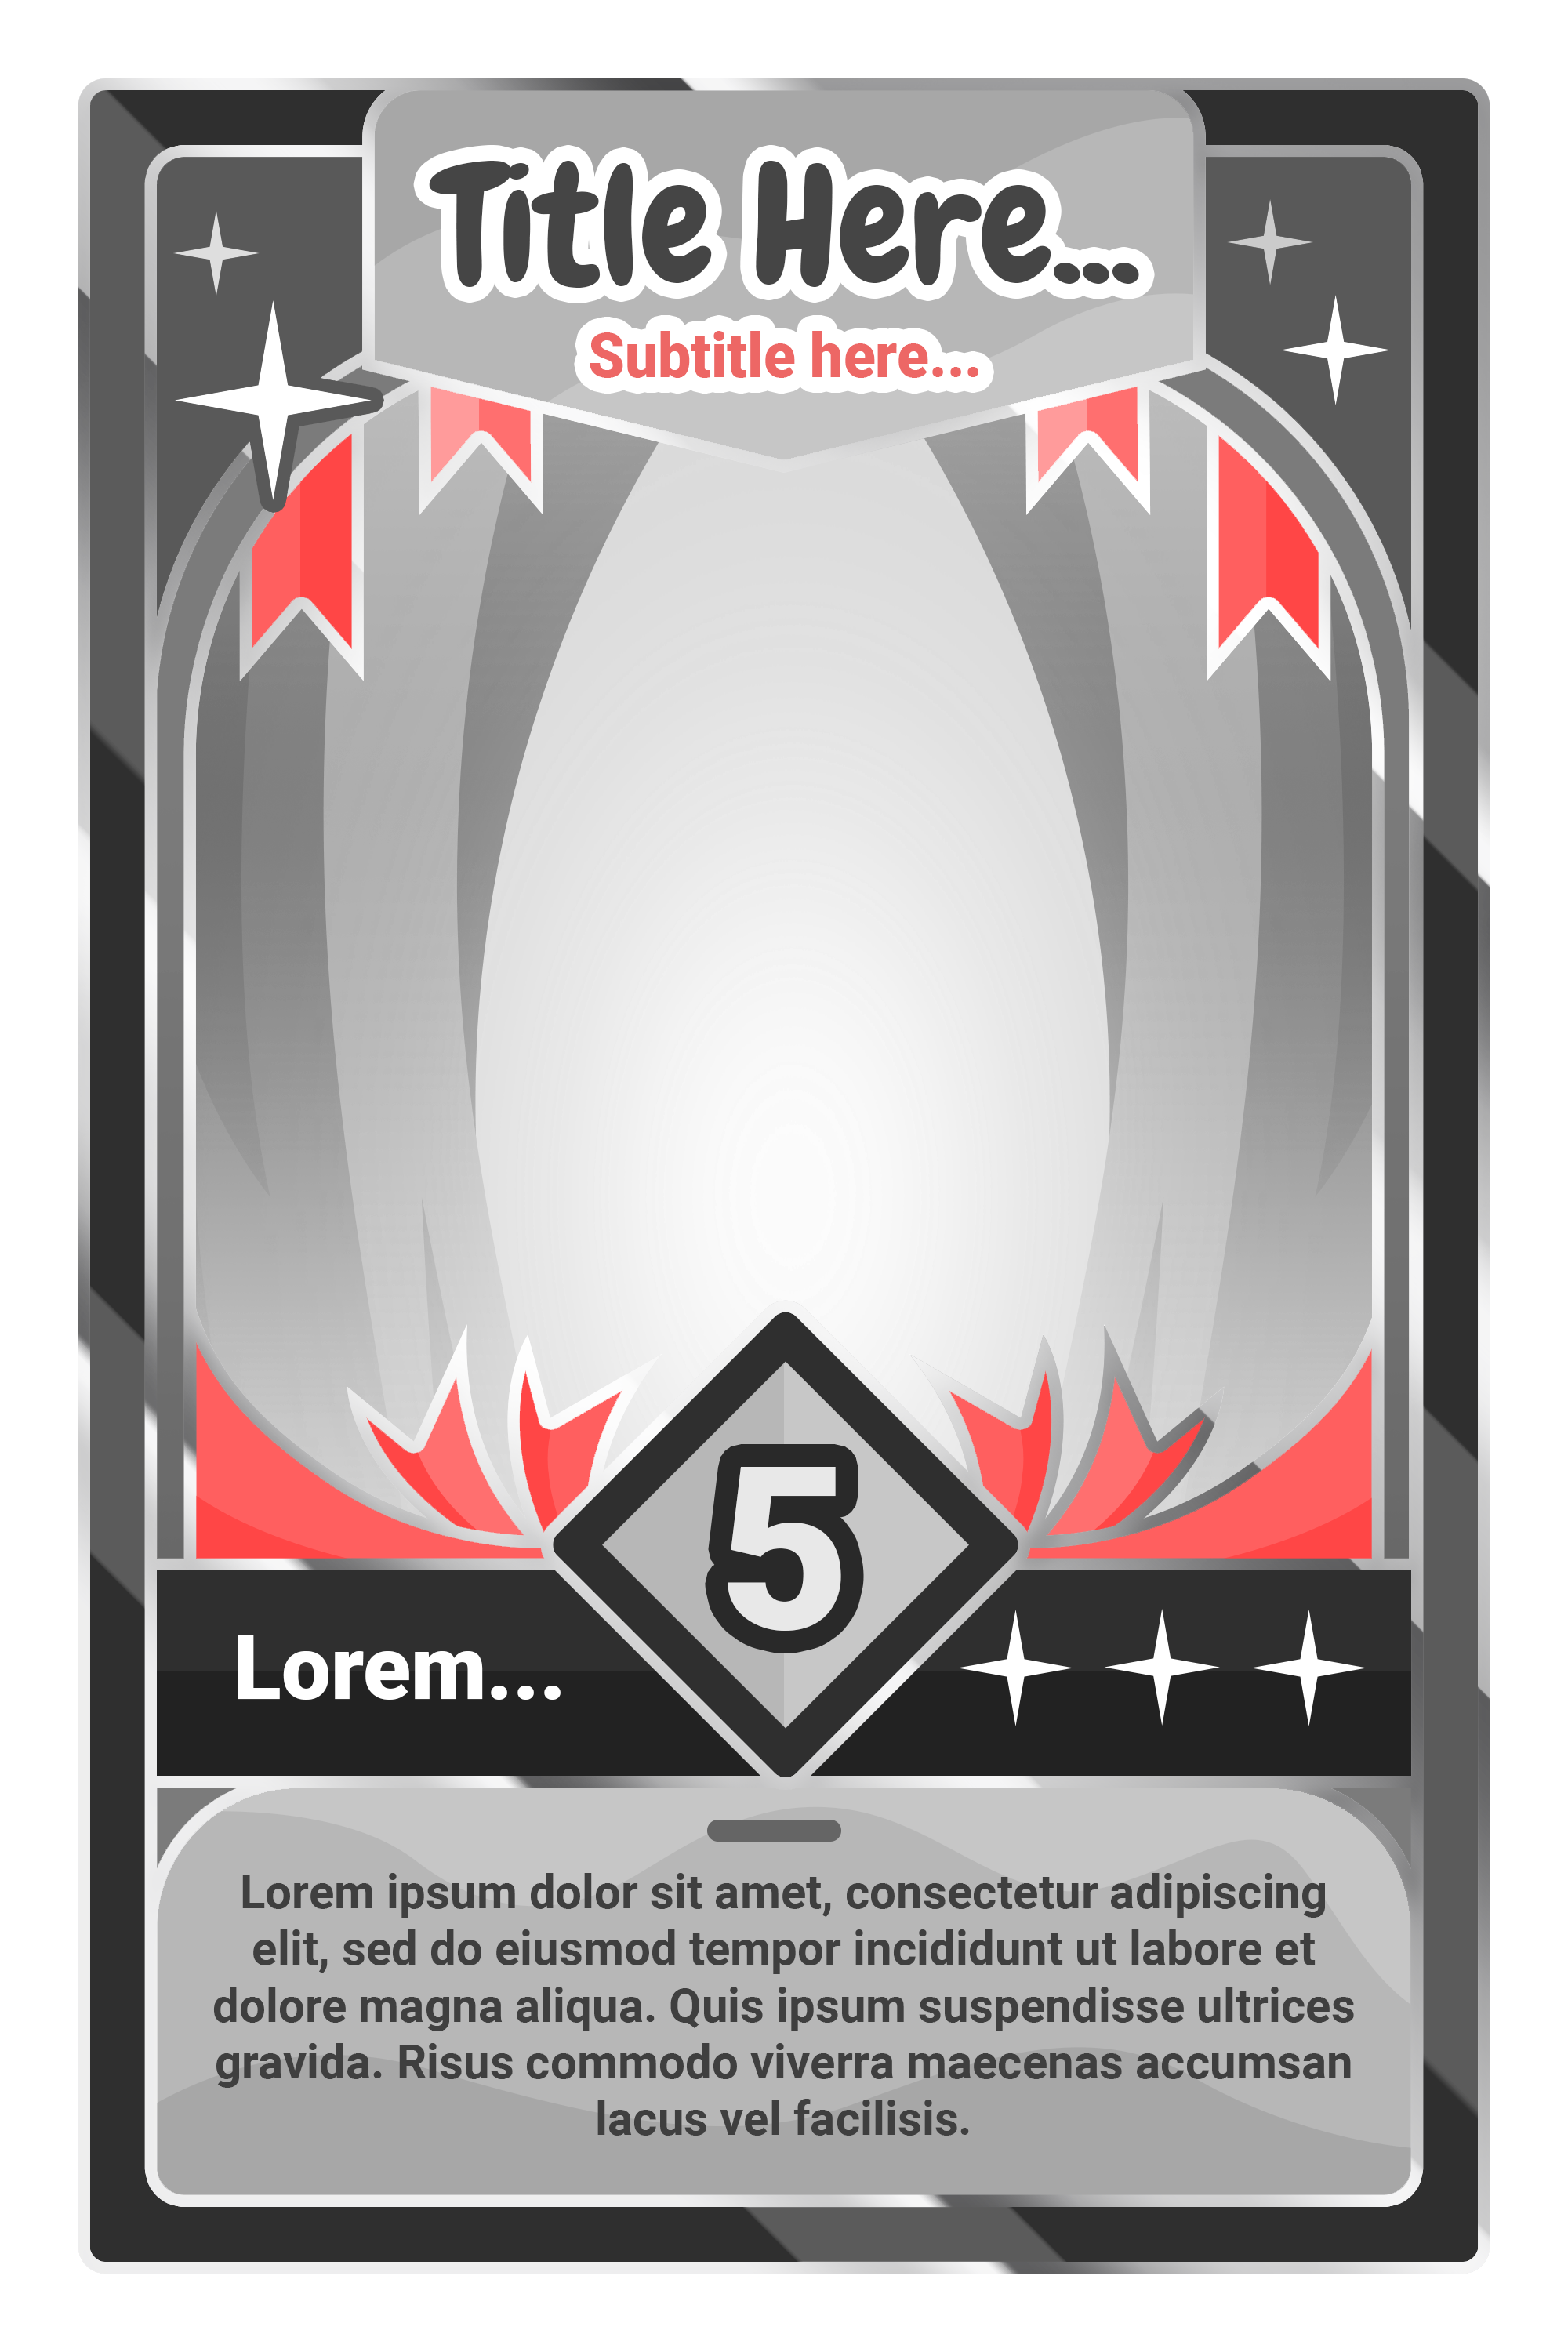 Title Here...
Subtitle here...
5
Lorem...
Lorem ipsum dolor sit amet, consectetur adipiscing
elit, sed do eiusmod tempor incididunt ut labore et
dolore magna aliqua. Quis ipsum suspendisse ultrices
gravida. Risus commodo viverra maecenas accumsan
lacus vel facilisis.